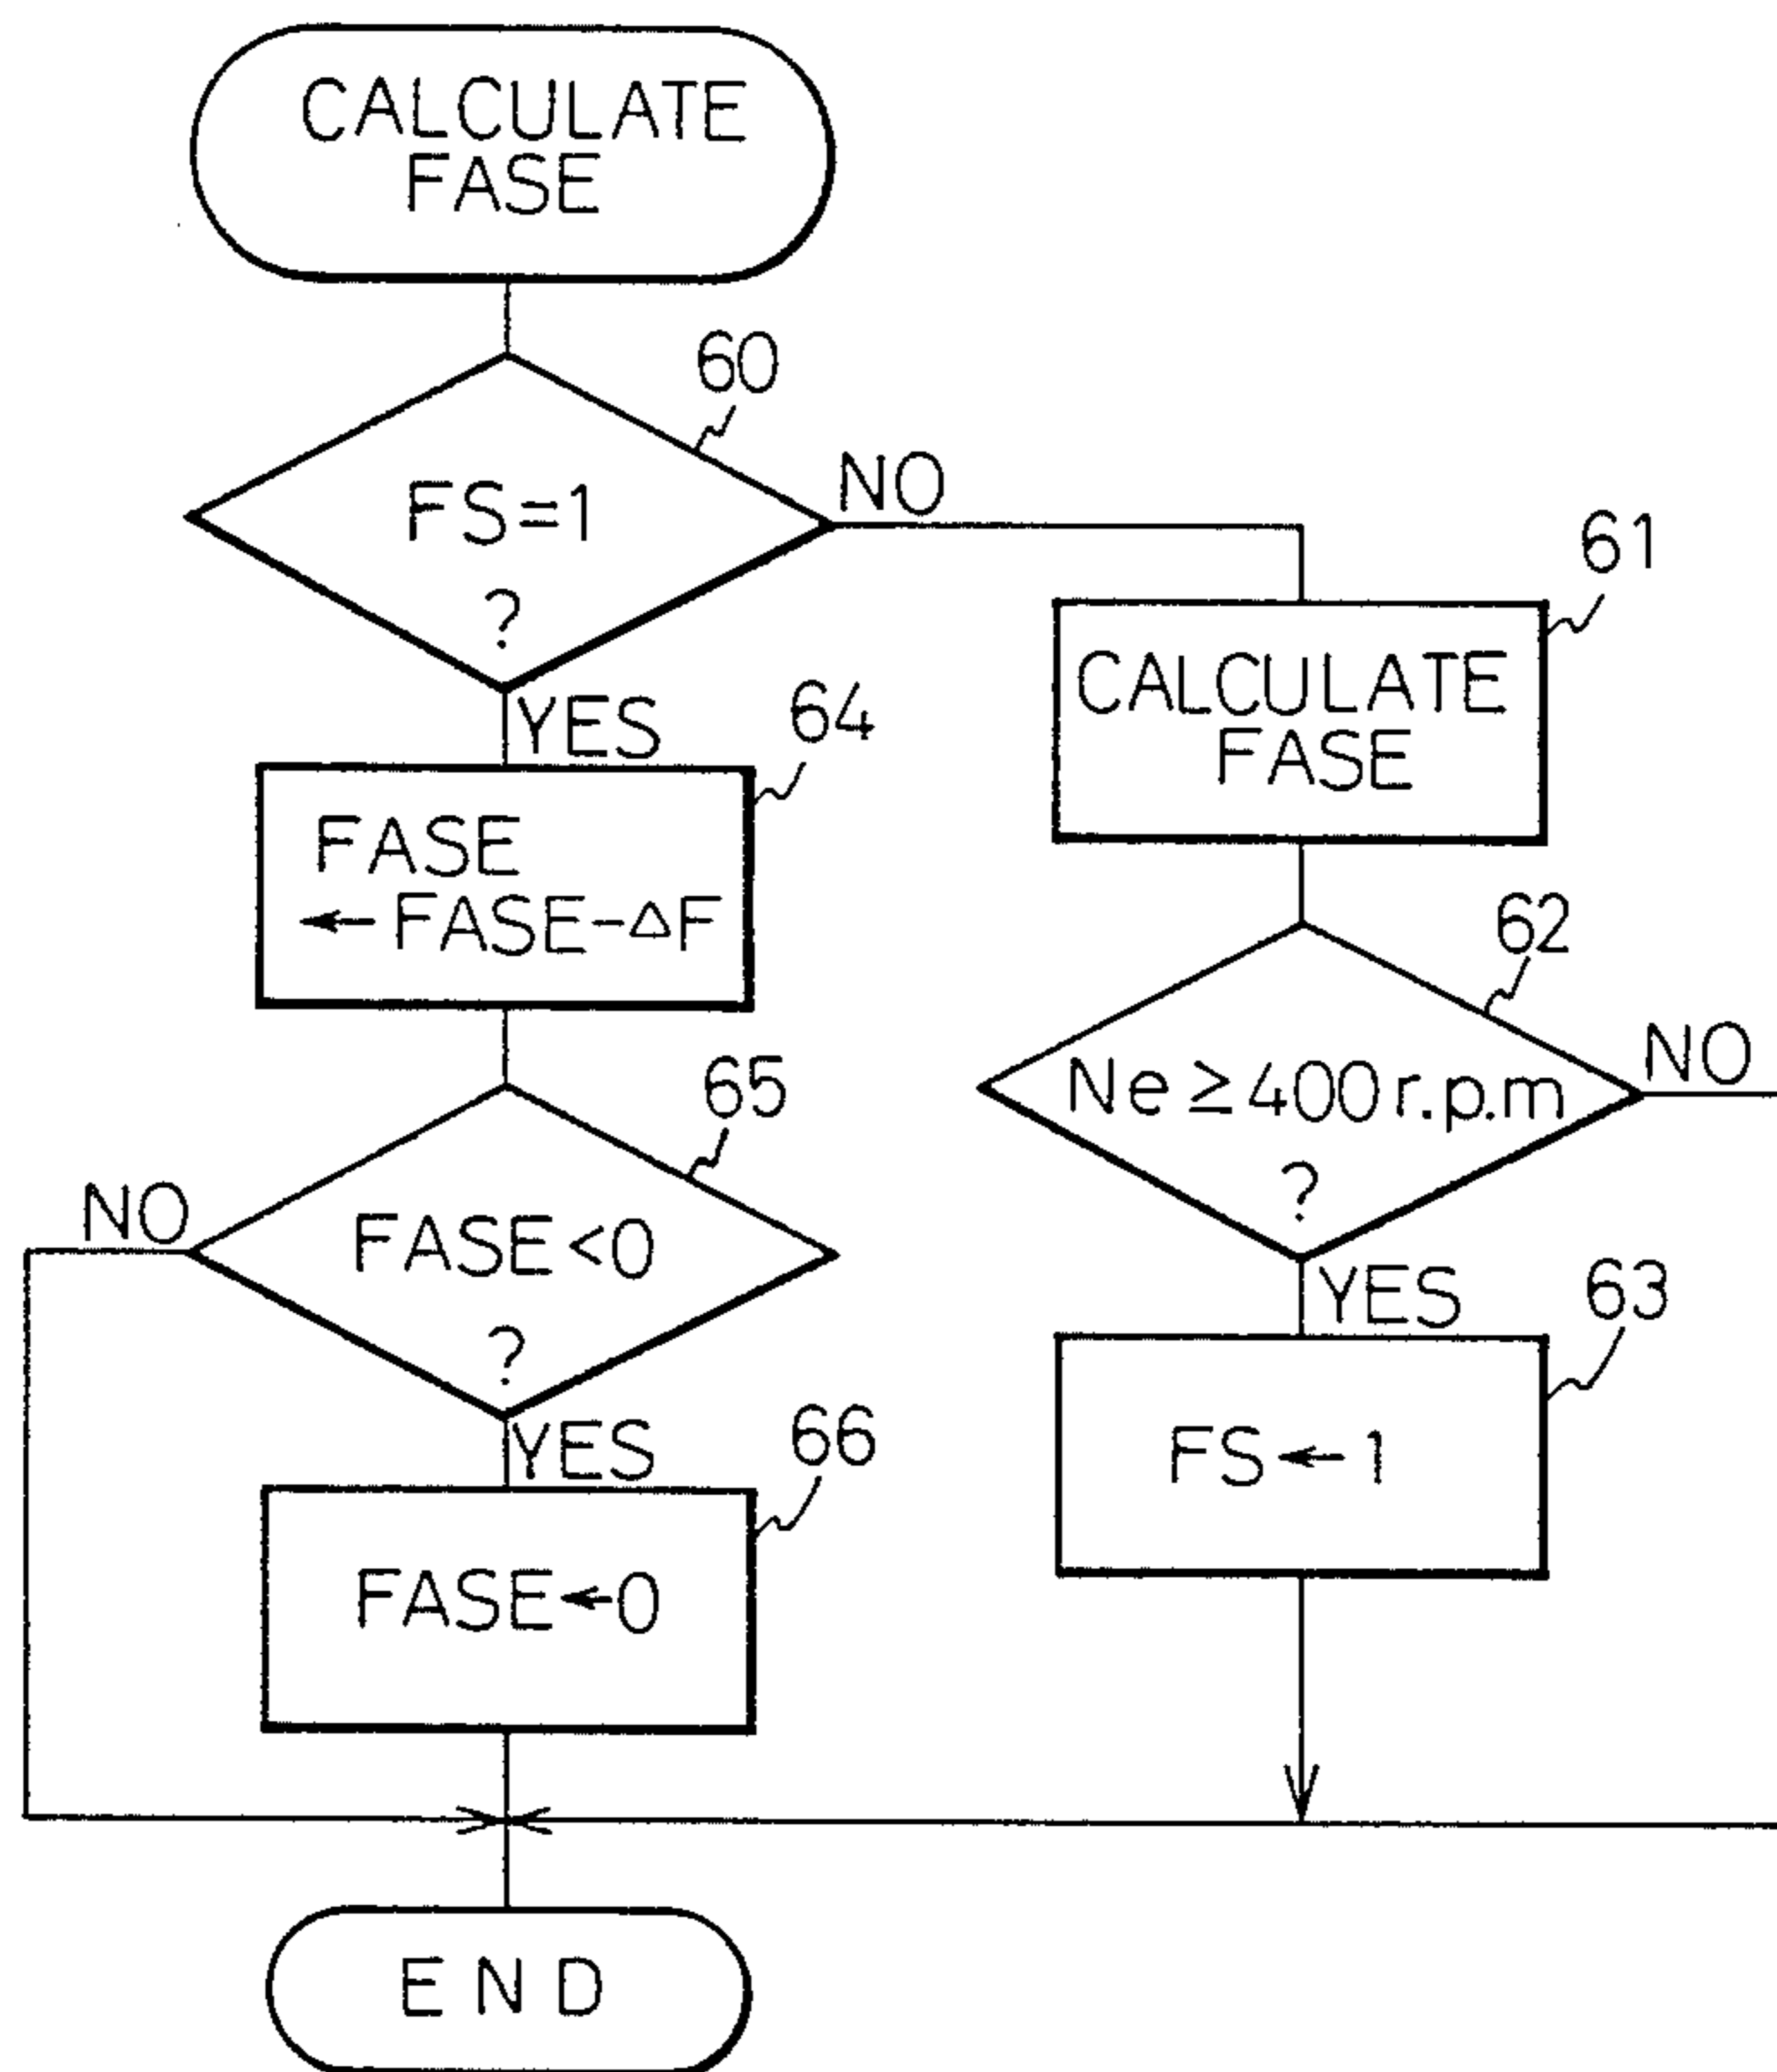 CALCULATE
FASE
60
FS=1
?
NO
YES
61
CALCULATE
FASE
64
FASE
←FASE-ΔF
62
Ne≥400r.p.m
?
NO
YES
65
FASE<0
?
NO
YES
63
FS←1
66
FASE←0
END